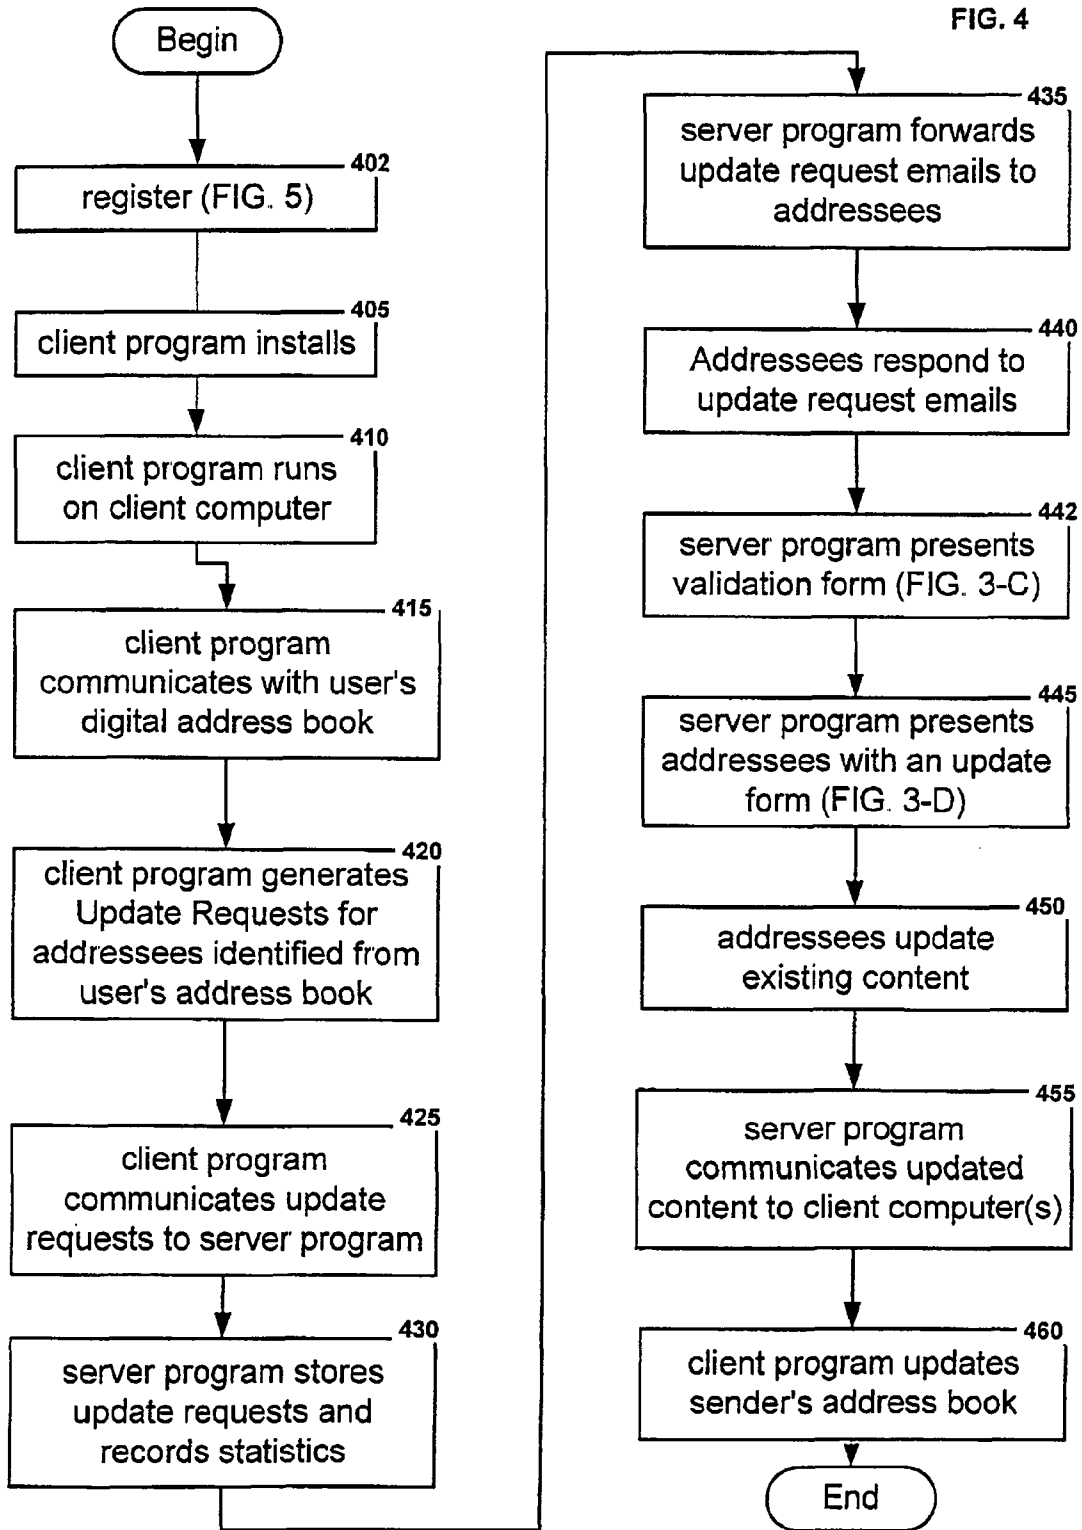 FIG. 4
Begin
402
register (FIG. 5)
405
client program installs
410
client program runs
on client computer
415
client program
communicates with user's
digital address book
420
client program generates
Update Requests for
addressees identified from
user's address book
425
client program
communicates update
requests to server program
430
server program stores
update requests and
records statistics
435
server program forwards
update request emails to
addressees
440
Addressees respond to
update request emails
442
server program presents
validation form (FIG. 3-C)
445
server program presents
addressees with an update
form (FIG. 3-D)
450
addressees update
existing content
455
server program
communicates updated
content to client computer(s)
460
client program updates
sender's address book
End